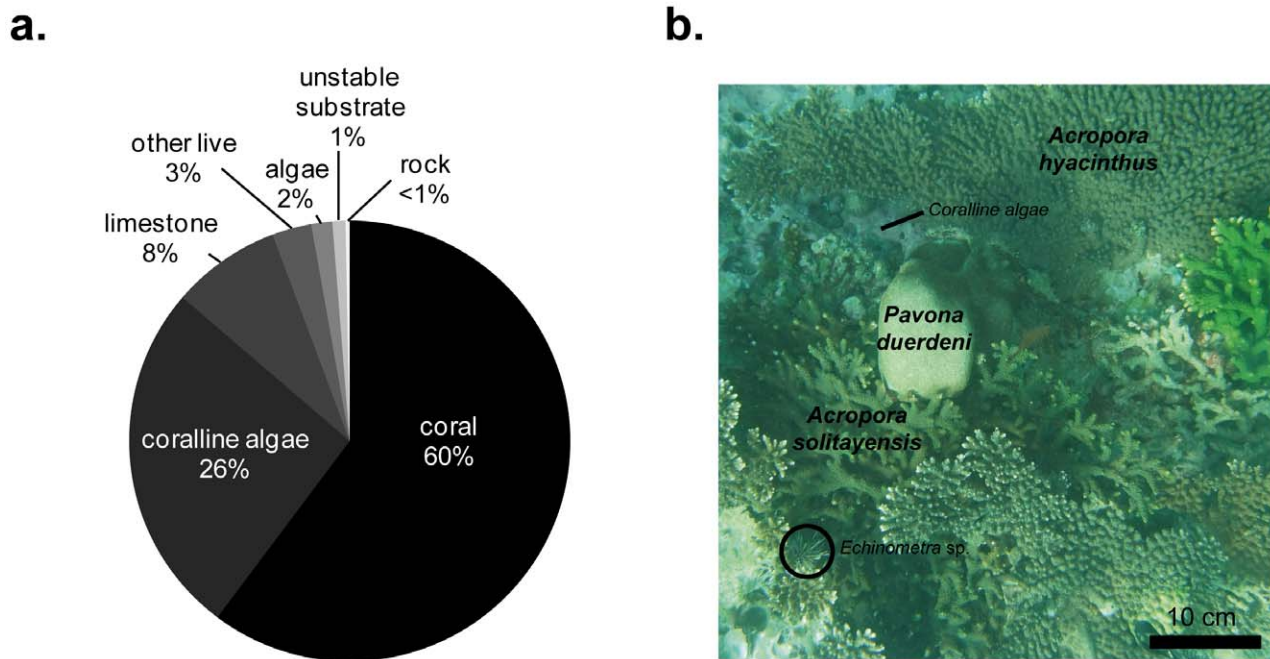 a.
unstable
substrate
1%
other live
3%
algae
2%
rock
<1%
limestone
8%
coralline algae
26%
coral
60%
b.
Acropora
hyacinthus
Coralline algae
Pavona
duerdeni
Acropora
solitayensis
Echinometra sp.
10 cm